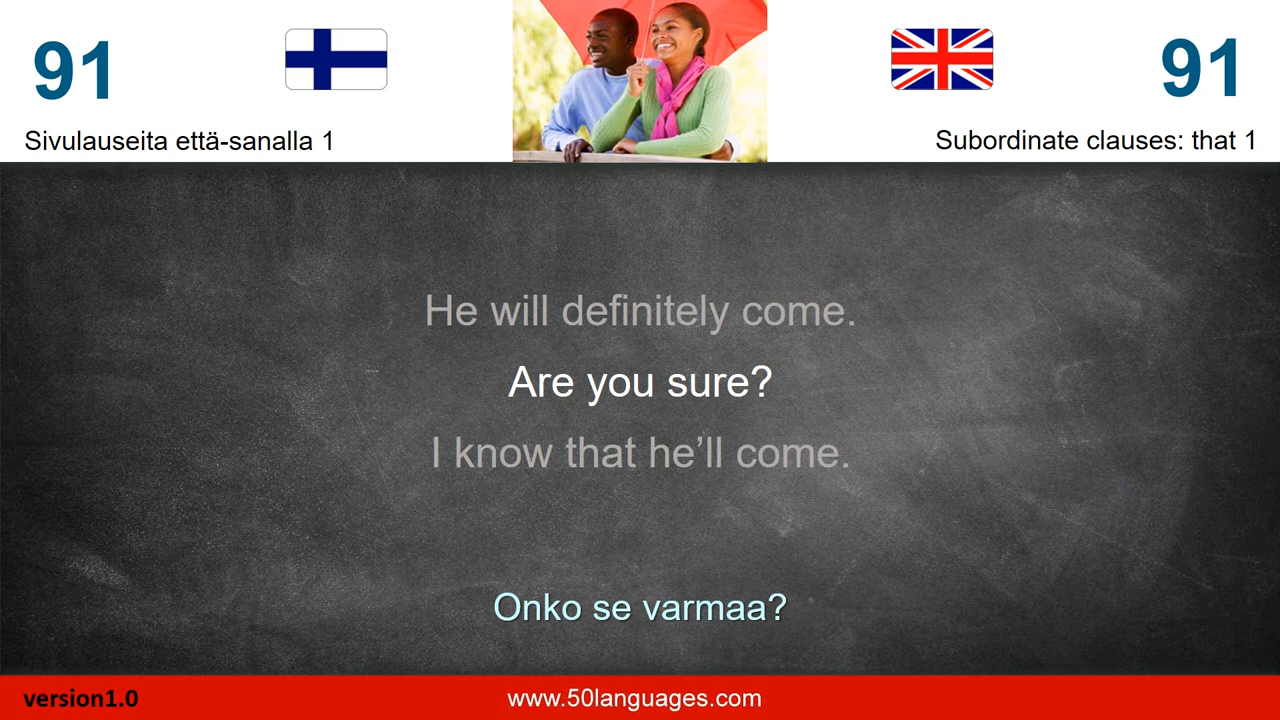 91
91
Sivulauseita että-sanalla 1
Subordinate clauses: that 1
He will definitely come.
Are you sure?
I know that he’ll come.
Onko se varmaa?
version1.0
www.50languages.com